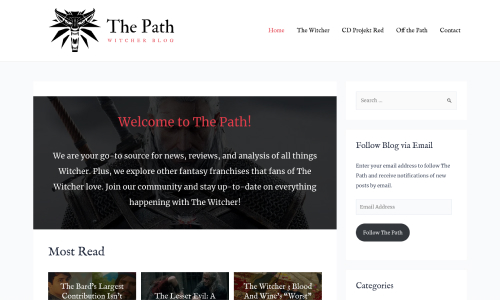 The Path
WITCHER BLOG
Home
The Witcher
CD Projekt Red
Off the Path
Contact
Welcome to The Path!
We are your go-to source for news, reviews, and analysis of all things
Witcher. Plus, we explore other fantasy franchises that fans of The
Witcher love. Join our community and stay up-to-date on everything
happening with The Witcher!
Most Read
The Bard's Largest
Contribution Isn't
The Lesser Evil: A
The Witcher 3 Blood
And Wine's "Worst"
Search ...
Follow Blog via Email
Enter your email address to follow The
Path and receive notifications of new
posts by email.
Email Address
Follow The Path
Categories